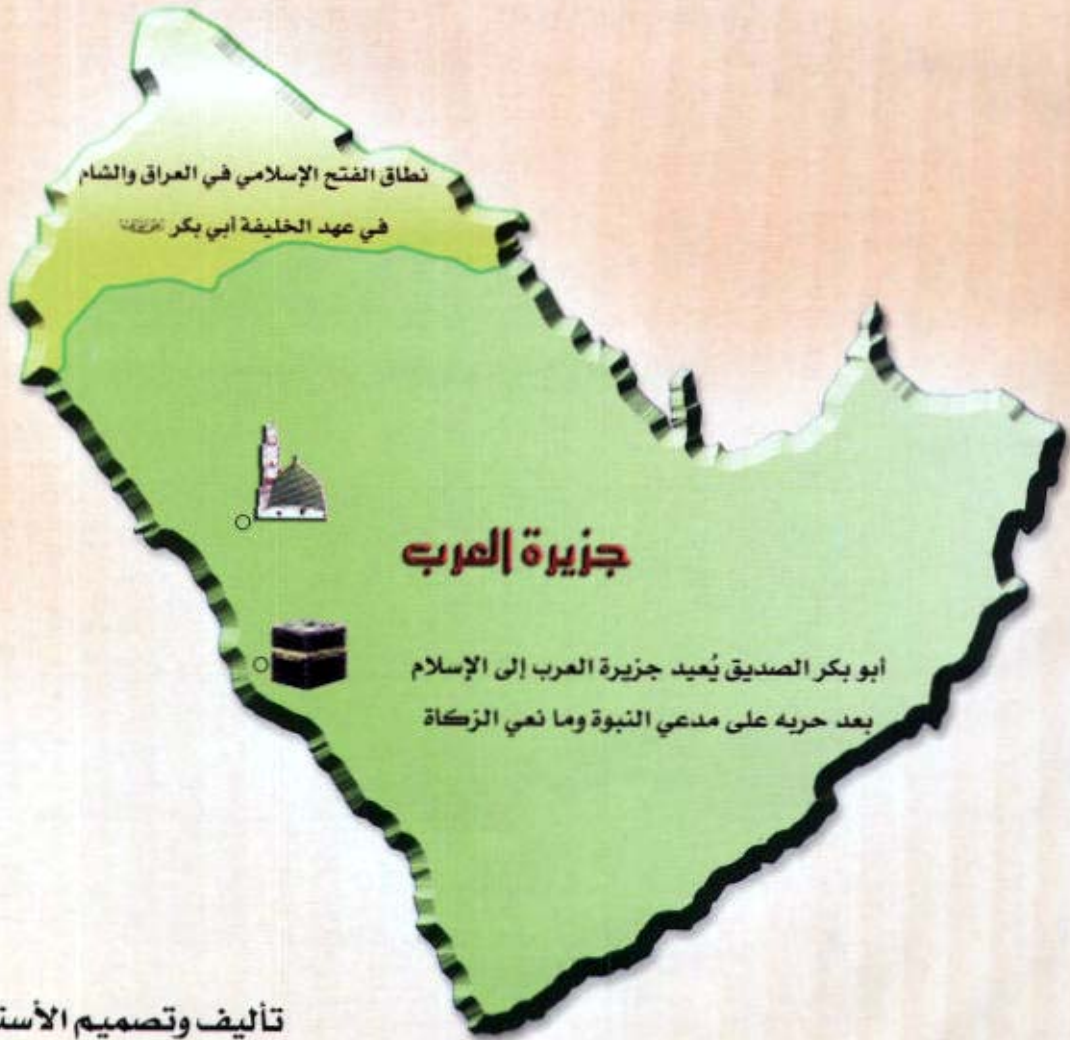 نطاق الفتح الإسلامي في العراق والشام
في عهد الخليفة أبي بكر
جزيرة العرب
أبو بكر الصديق يُعيد جزيرة العرب إلى الإسلام
بعد حربه على مدعي النبوة وما نعي الزكاة
تأليف وتصميم